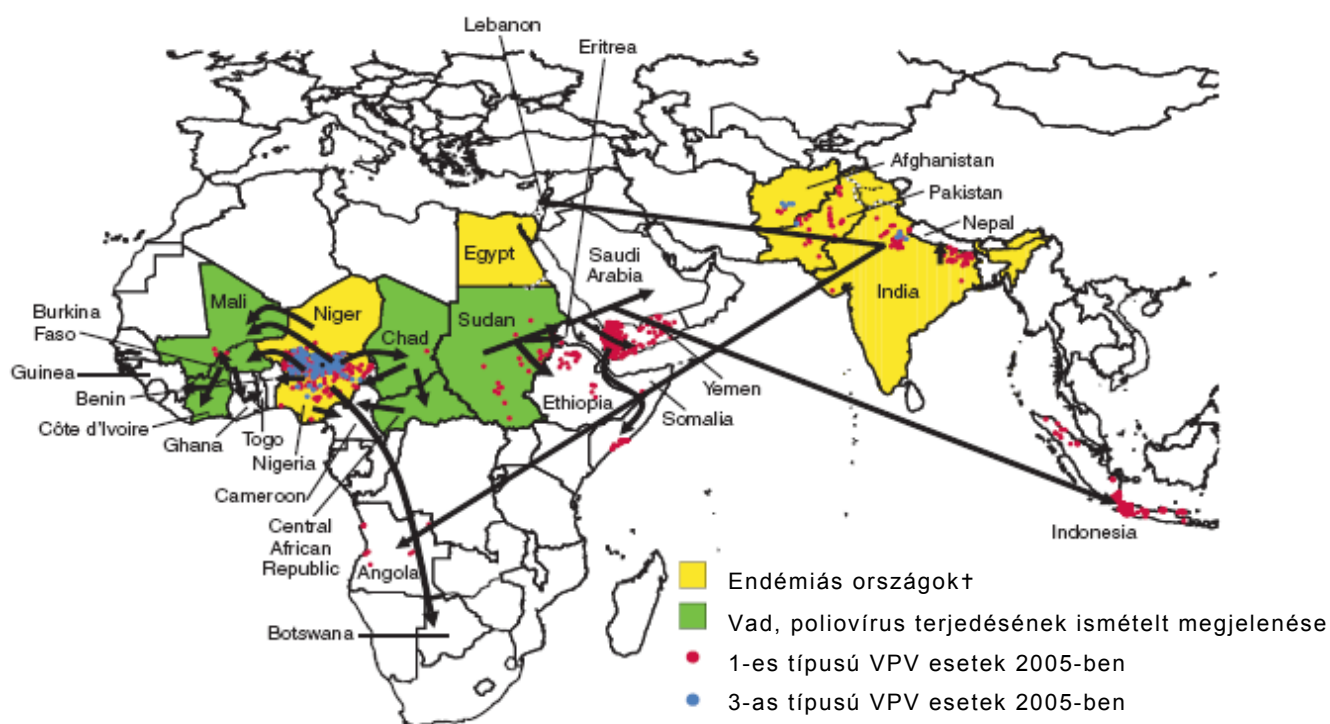 Lebanon
Eritrea
Afghanistan
Pakistan
Nepal
Egypt
Saudi
Arabia
India
Mali
Niger
Burkina
Faso
Chad
Sudan
Guinea
Benin
Yemen
Ethiopia
Somalia
Côte d'Ivoire
Ghana
Togo
Nigeria
Cameroon
Central
African
Republic
Indonesia
Angola
Botswana
Endémiás országok†
Vad, poliovírus terjedésének ismételt megjelenése
1-es típusú VPV esetek 2005-ben
3-as típusú VPV esetek 2005-ben